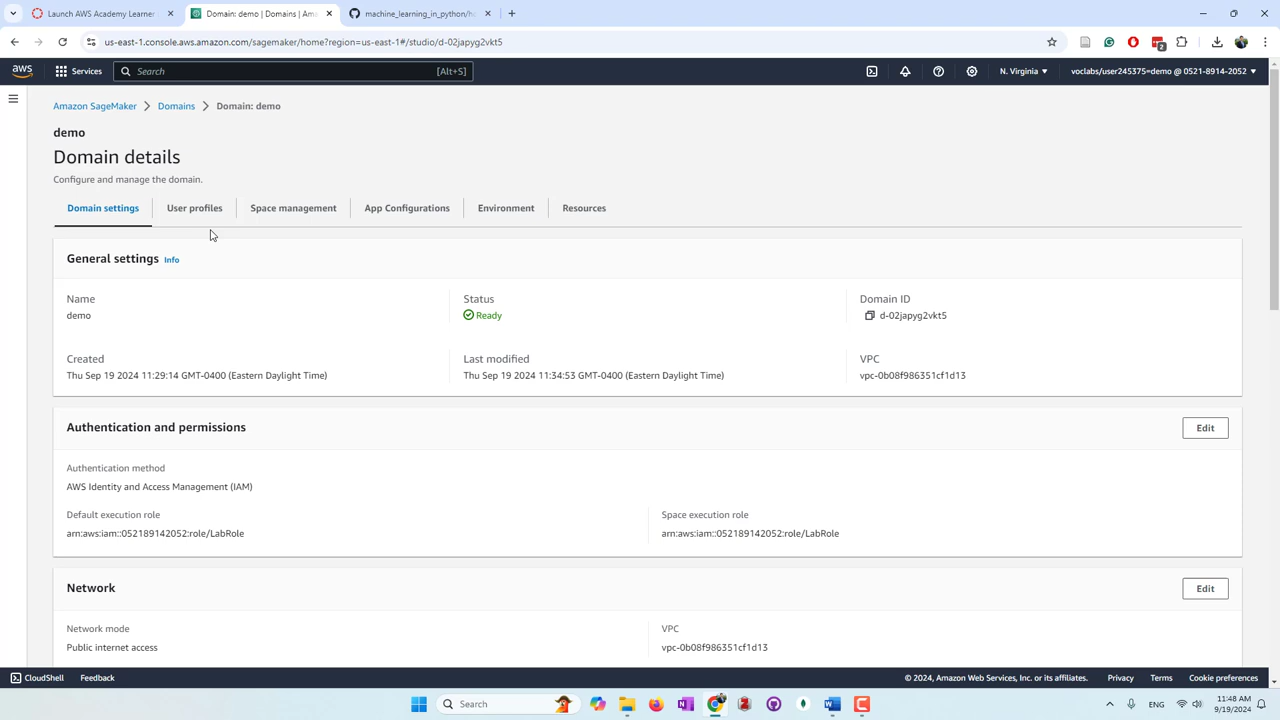 Launch AWS Academy Learner
Domain: demo | Domains | Ama
machine_learning_in_python/h
us-east-1.console.aws.amazon.com/sagemaker/home?region=us-east-1#/studio/d-02japyg2vkt5
2
aws
Services
Search
[Alt+S]
N. Virginia
voclabs/user245375=demo @ 0521-8914-2052
Amazon SageMaker
Domains
Domain: demo
demo
Domain details
Configure and manage the domain.
Domain settings
User profiles
Space management
App Configurations
Environment
Resources
General settings
Info
Name
demo
Status
Ready
Domain ID
d-02japyg2vkt5
Created
Thu Sep 19 2024 11:29:14 GMT-0400 (Eastern Daylight Time)
Last modified
Thu Sep 19 2024 11:34:53 GMT-0400 (Eastern Daylight Time)
VPC
vpc-0b08f986351cf1d13
Authentication and permissions
Edit
Authentication method
AWS Identity and Access Management (IAM)
Default execution role
arn:aws:iam::052189142052:role/LabRole
Space execution role
arn:aws:iam::052189142052:role/LabRole
Network
Edit
Network mode
Public internet access
VPC
vpc-0b08f986351cf1d13
CloudShell
Feedback
© 2024, Amazon Web Services, Inc. or its affiliates.
Privacy
Terms
Cookie preferences
Search
ENG
11:48 AM
9/19/2024